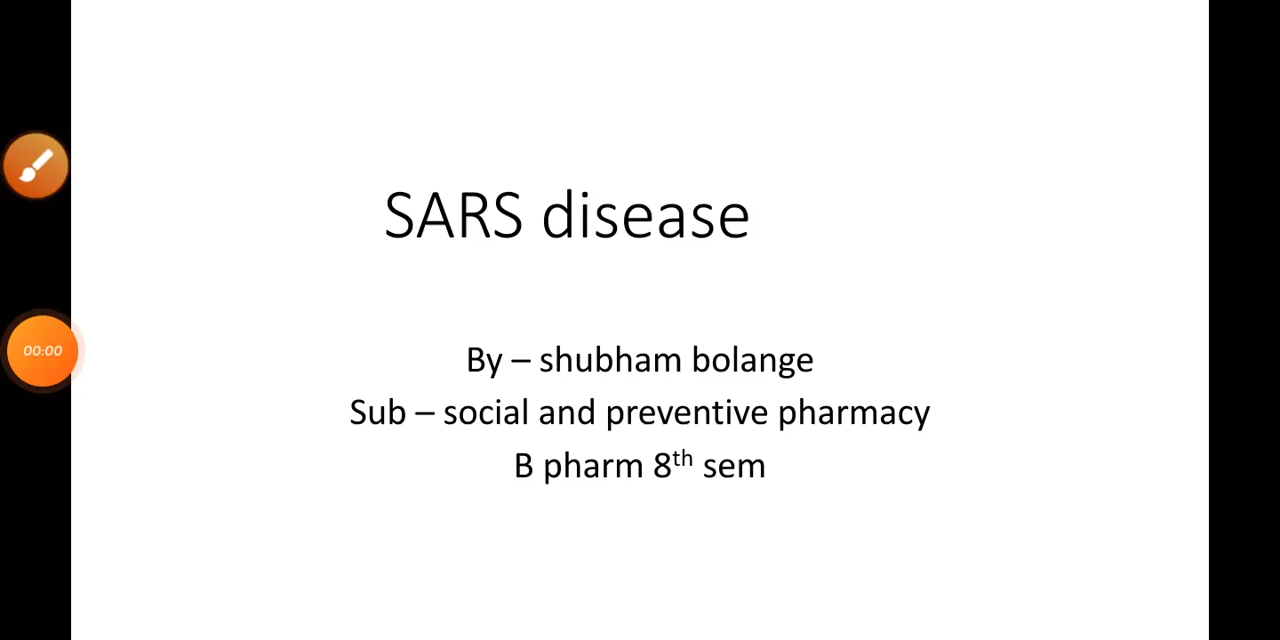 SARS disease
00:00
By – shubham bolange
Sub – social and preventive pharmacy
B pharm 8th sem